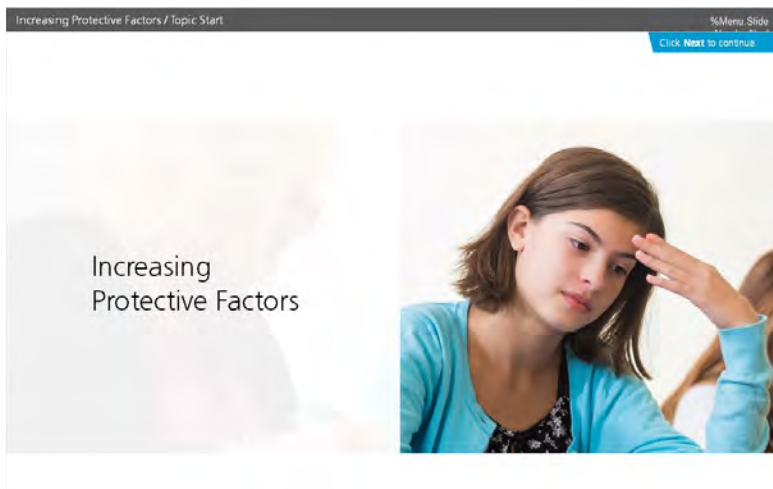 Increasing Protective Factors / Topic Start
%Menu.Slide
Click Next to continue.
Increasing
Protective Factors